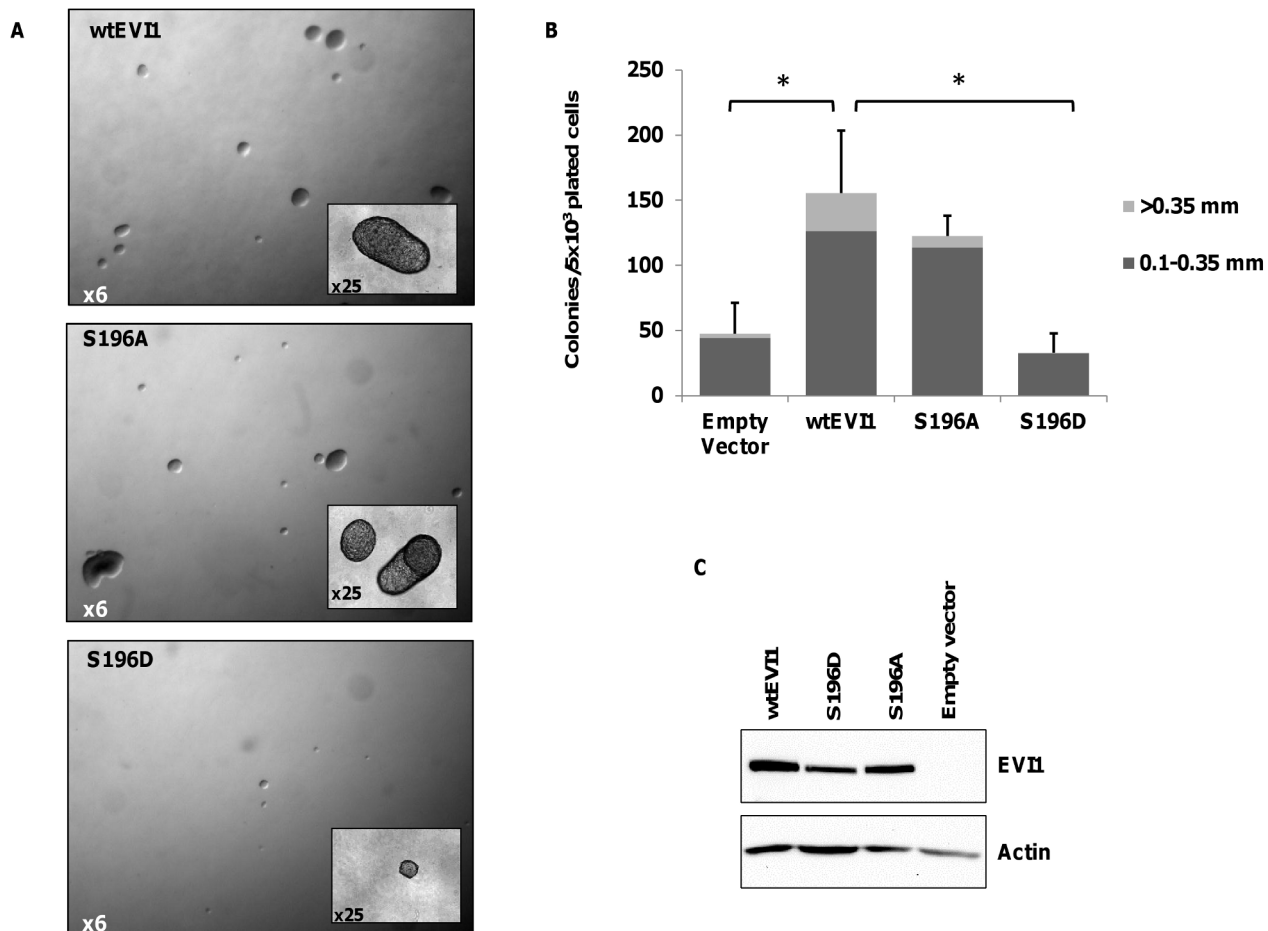 A
wtEVI1
x6
x25
S196A
x6
x25
S196D
x6
x25
B
Colonies/5x10³ plated cells
250
200
150
100
50
0
*
*
Empty Vector
wtEVI1
S196A
S196D
>0.35 mm
0.1-0.35 mm
C
wtEVI1
S196D
S196A
Empty vector
EVI1
Actin